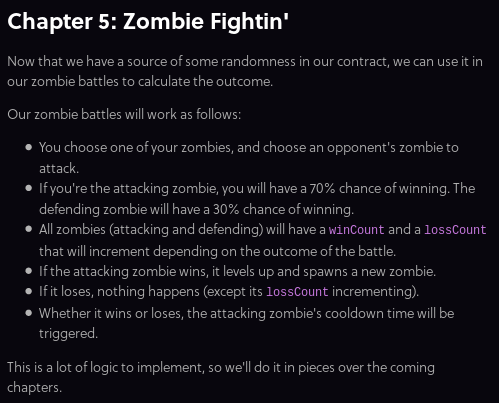 Chapter 5: Zombie Fightin'
Now that we have a source of some randomness in our contract, we can use it in
our zombie battles to calculate the outcome.
Our zombie battles will work as follows:
• You choose one of your zombies, and choose an opponent's zombie to
attack.
• If you're the attacking zombie, you will have a 70% chance of winning. The
defending zombie will have a 30% chance of winning.
• All zombies (attacking and defending) will have a winCount and a lossCount
that will increment depending on the outcome of the battle.
• If the attacking zombie wins, it levels up and spawns a new zombie.
• If it loses, nothing happens (except its lossCount incrementing).
• Whether it wins or loses, the attacking zombie's cooldown time will be
triggered.
This is a lot of logic to implement, so we'll do it in pieces over the coming
chapters.